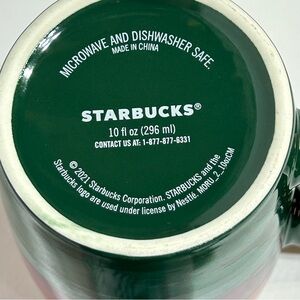 MICROWAVE AND DISHWASHER SAFE.
MADE IN CHINA
STARBUCKS®
10 fl oz (296 ml)
CONTACT US AT: 1-877-877-6331
© 2021 Starbucks Corporation. STARBUCKS and the
Starbucks logo are used under license by Nestlé. MORU_2_10ozCM